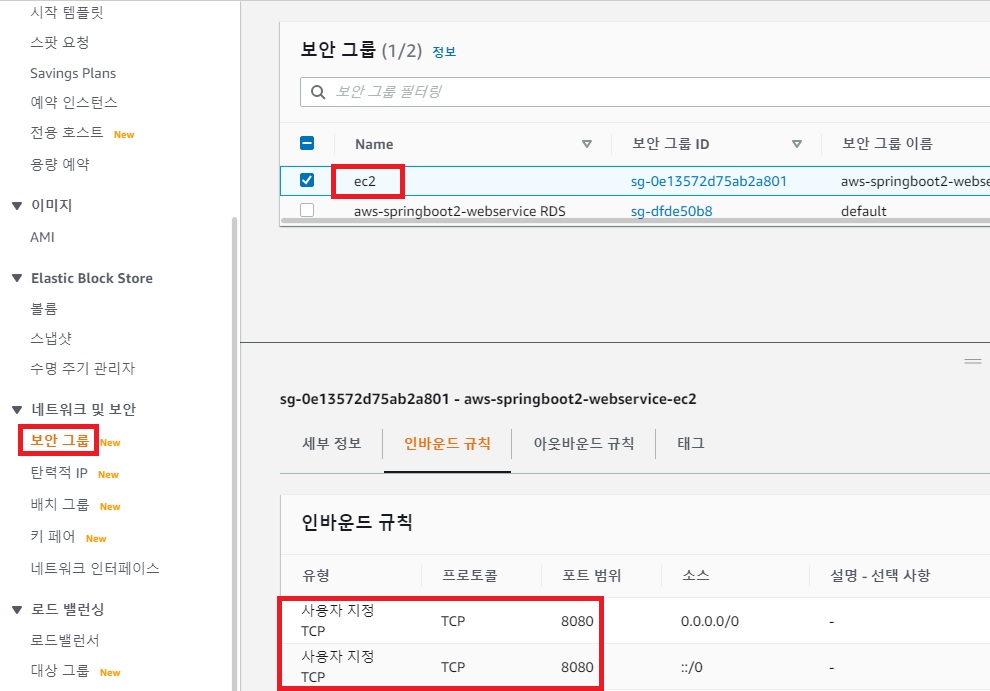 시작 템플릿
스팟 요청
Savings Plans
예약 인스턴스
전용 호스트 New
용량 예약
이미지
AMI
Elastic Block Store
볼륨
스냅샷
수명 주기 관리자
네트워크 및 보안
보안 그룹 New
탄력적 IP New
배치 그룹 New
키 페어 New
네트워크 인터페이스
로드 밸런싱
로드밸런서
대상 그룹 New
보안 그룹 (1/2) 정보
보안 그룹 필터링
Name 보안 그룹 ID 보안 그룹 이름
ec2 sg-0e13572d75ab2a801 aws-springboot2-webse
aws-springboot2-webservice RDS sg-dfde50b8 default
sg-0e13572d75ab2a801 - aws-springboot2-webservice-ec2
세부 정보 인바운드 규칙 아웃바운드 규칙 태그
인바운드 규칙
유형 프로토콜 포트 범위 소스 설명 - 선택 사항
사용자 지정
TCP TCP 8080 0.0.0.0/0 -
사용자 지정
TCP TCP 8080 ::/0 -